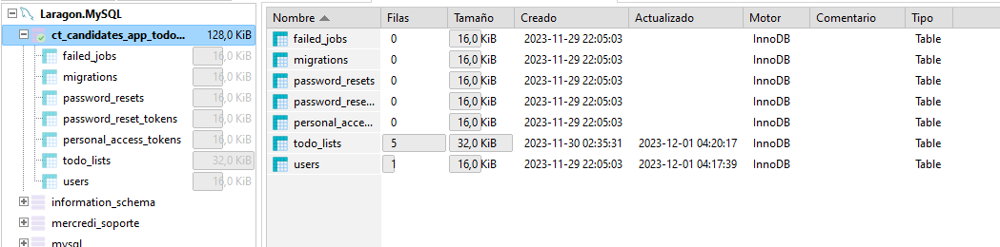 Laragon.MySQL
ct_candidates_app_todo... 128,0 KiB
failed_jobs 16,0 KiB
migrations 16,0 KiB
password_resets 16,0 KiB
password_reset_tokens 16,0 KiB
personal_access_tokens 16,0 KiB
todo_lists 32,0 KiB
users 16,0 KiB
information_schema
mercredi_soporte
mysql
Nombre Filas Tamaño Creado Actualizado Motor Comentario Tipo
failed_jobs 0 16,0 KiB 2023-11-29 22:05:03 InnoDB Table
migrations 0 16,0 KiB 2023-11-29 22:05:03 InnoDB Table
password_resets 0 16,0 KiB 2023-11-29 22:05:03 InnoDB Table
password_rese... 0 16,0 KiB 2023-11-29 22:05:03 InnoDB Table
personal_acce... 0 16,0 KiB 2023-11-29 22:05:03 InnoDB Table
todo_lists 5 32,0 KiB 2023-11-30 02:35:31 2023-12-01 04:20:17 InnoDB Table
users 1 16,0 KiB 2023-11-29 22:05:03 2023-12-01 04:17:39 InnoDB Table